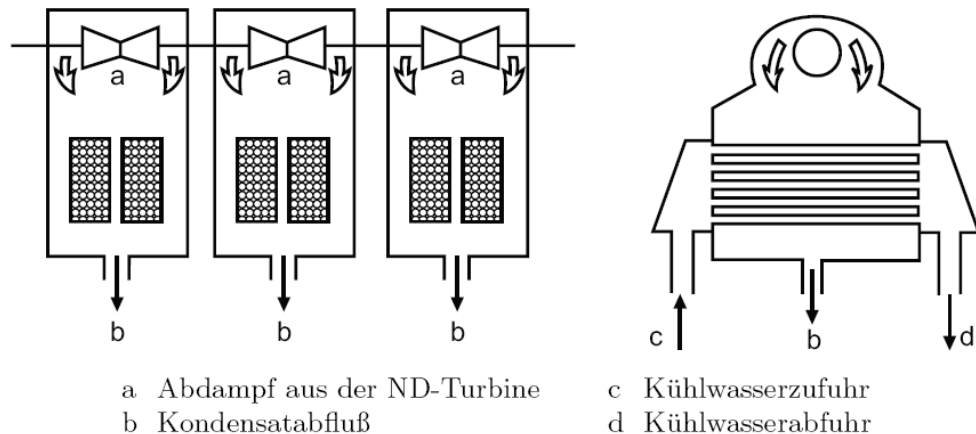 a a a
b b b
c b d
a Abdampf aus der ND-Turbine c Kühlwasserzufuhr
b Kondensatabfluß d Kühlwasserabfuhr